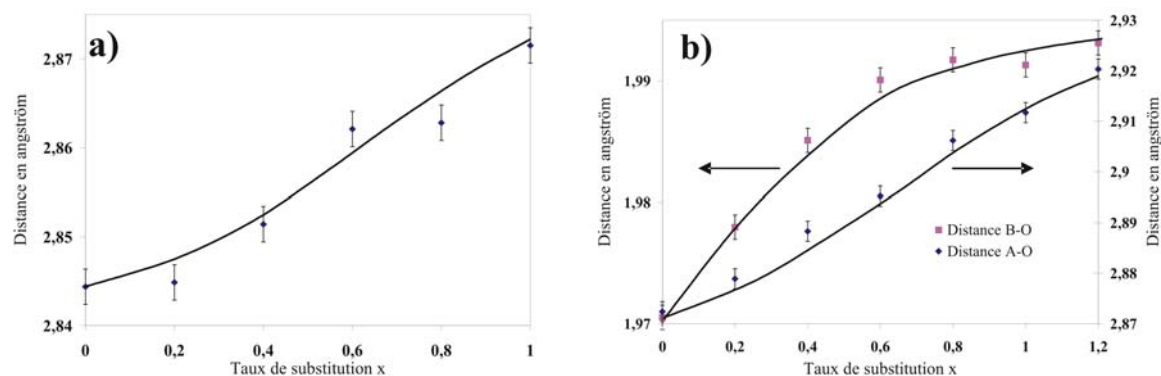 a)
Distance en angström
2,87
2,86
2,85
2,84
0 0,2 0,4 0,6 0,8 1
Taux de substitution x
b)
Distance en angström
1,99
1,98
1,97
2,93
2,92
2,91
2,9
2,89
2,88
2,87
Distance en angström
Distance B-O
Distance A-O
0 0,2 0,4 0,6 0,8 1 1,2
Taux de substitution x